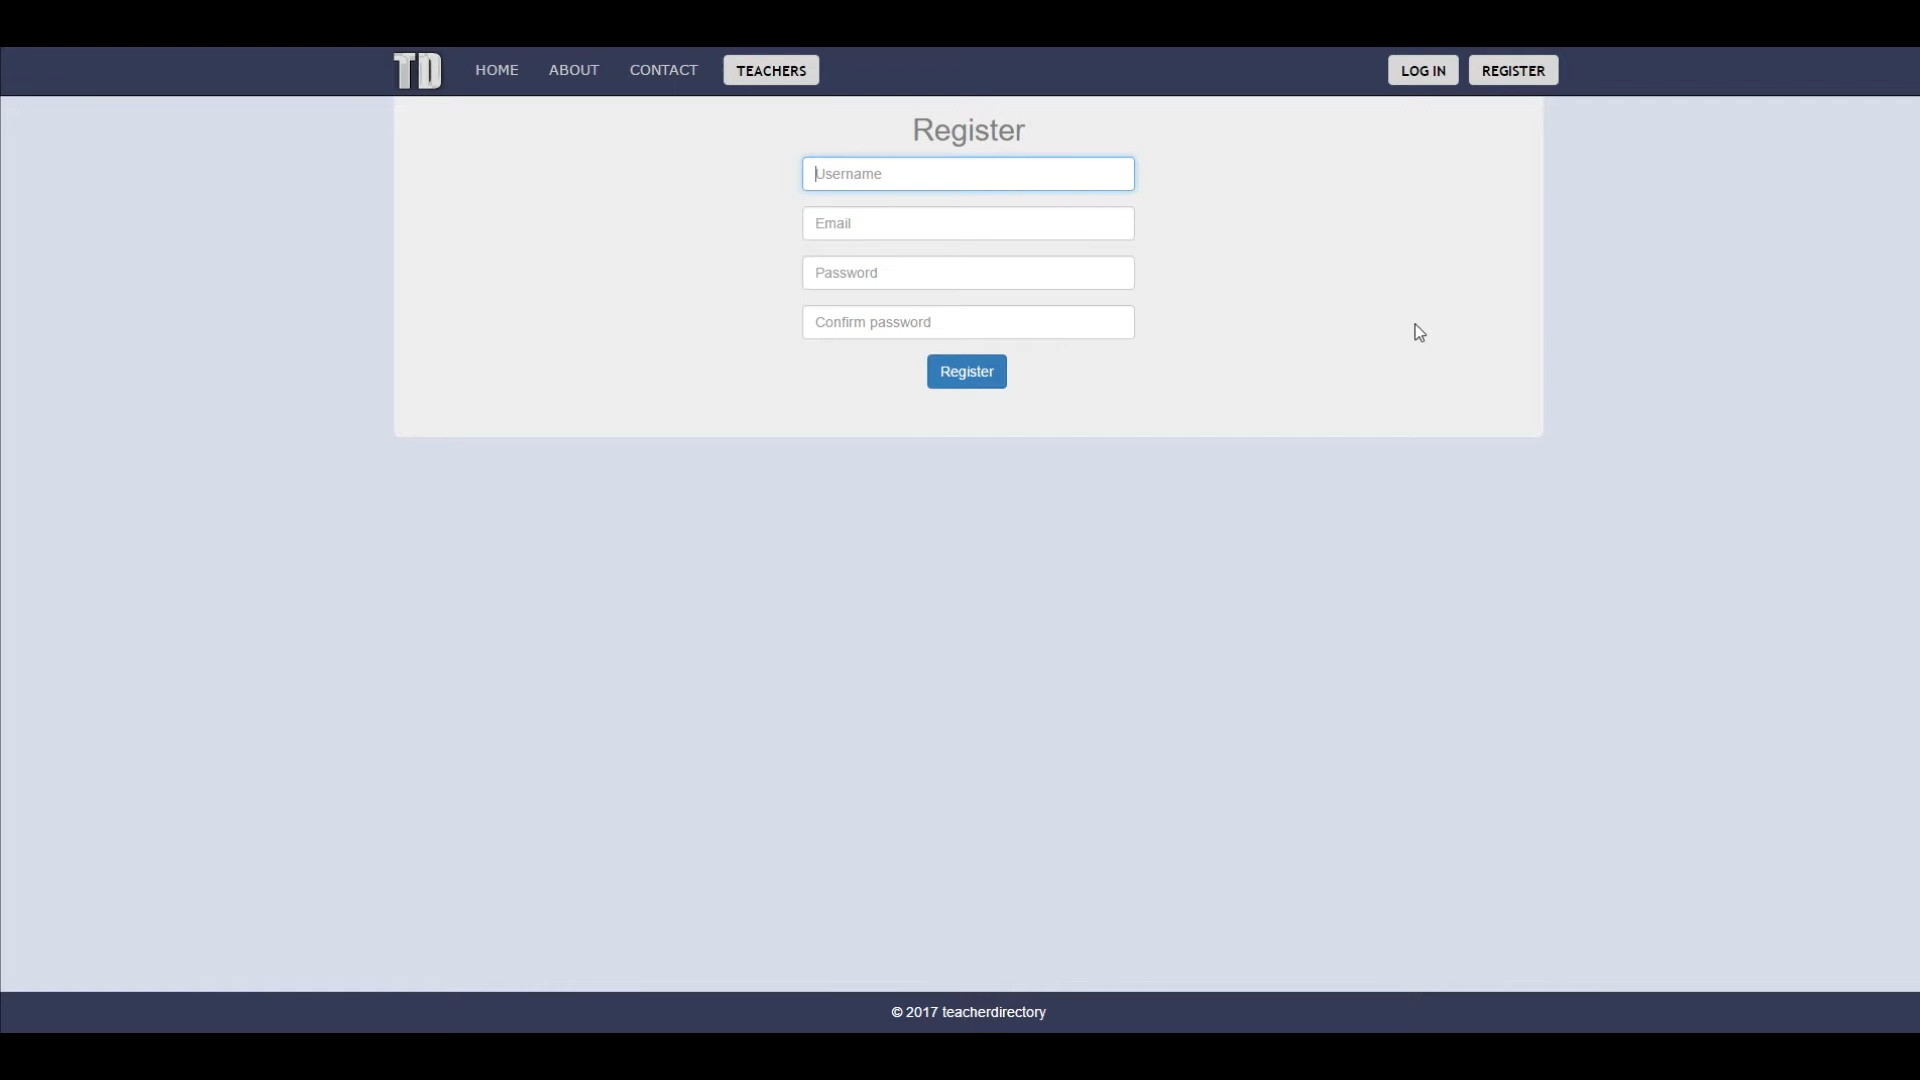 TD HOME ABOUT CONTACT TEACHERS LOG IN REGISTER
Register
Username
Email
Password
Confirm password
Register
© 2017 teacherdirectory